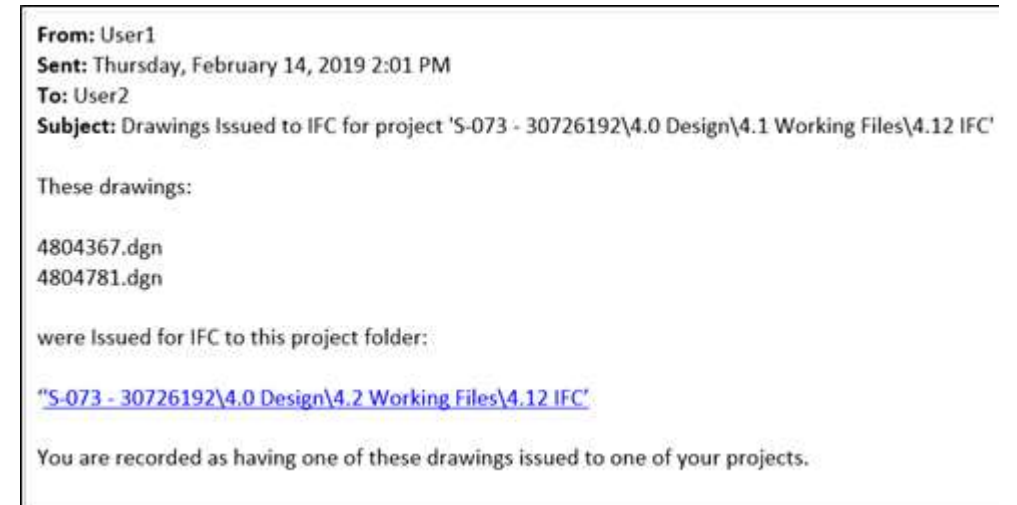 From: User1
Sent: Thursday, February 14, 2019 2:01 PM
To: User2
Subject: Drawings Issued to IFC for project 'S-073 - 30726192\4.0 Design\4.1 Working Files\4.12 IFC'
These drawings:
4804367.dgn
4804781.dgn
were Issued for IFC to this project folder:
“S-073 - 30726192\4.0 Design\4.2 Working Files\4.12 IFC’
You are recorded as having one of these drawings issued to one of your projects.